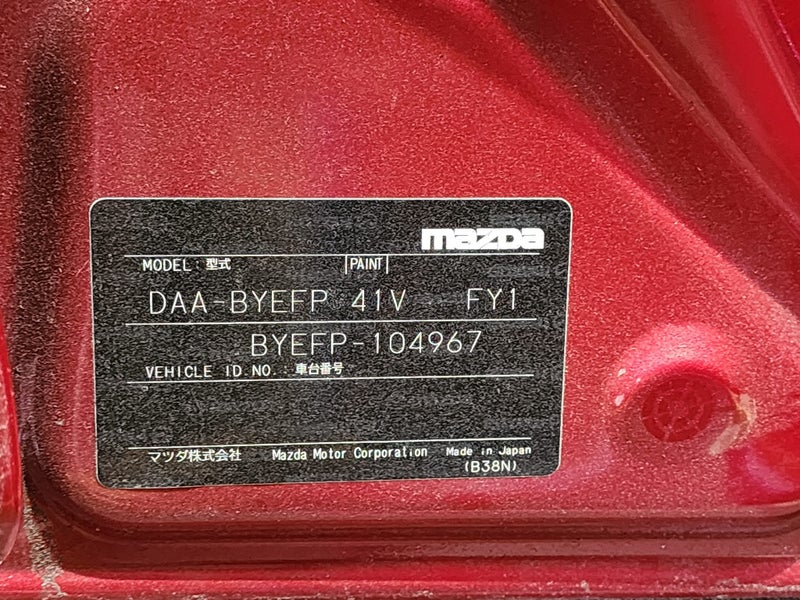 mazda
MODEL:型式 |PAINT|
DAA-BYEFP 41V FY1
BYEFP-104967
VEHICLE ID.NO.:車台番号
マツダ株式会社 Mazda Motor Corporation Made in Japan
(B38N)